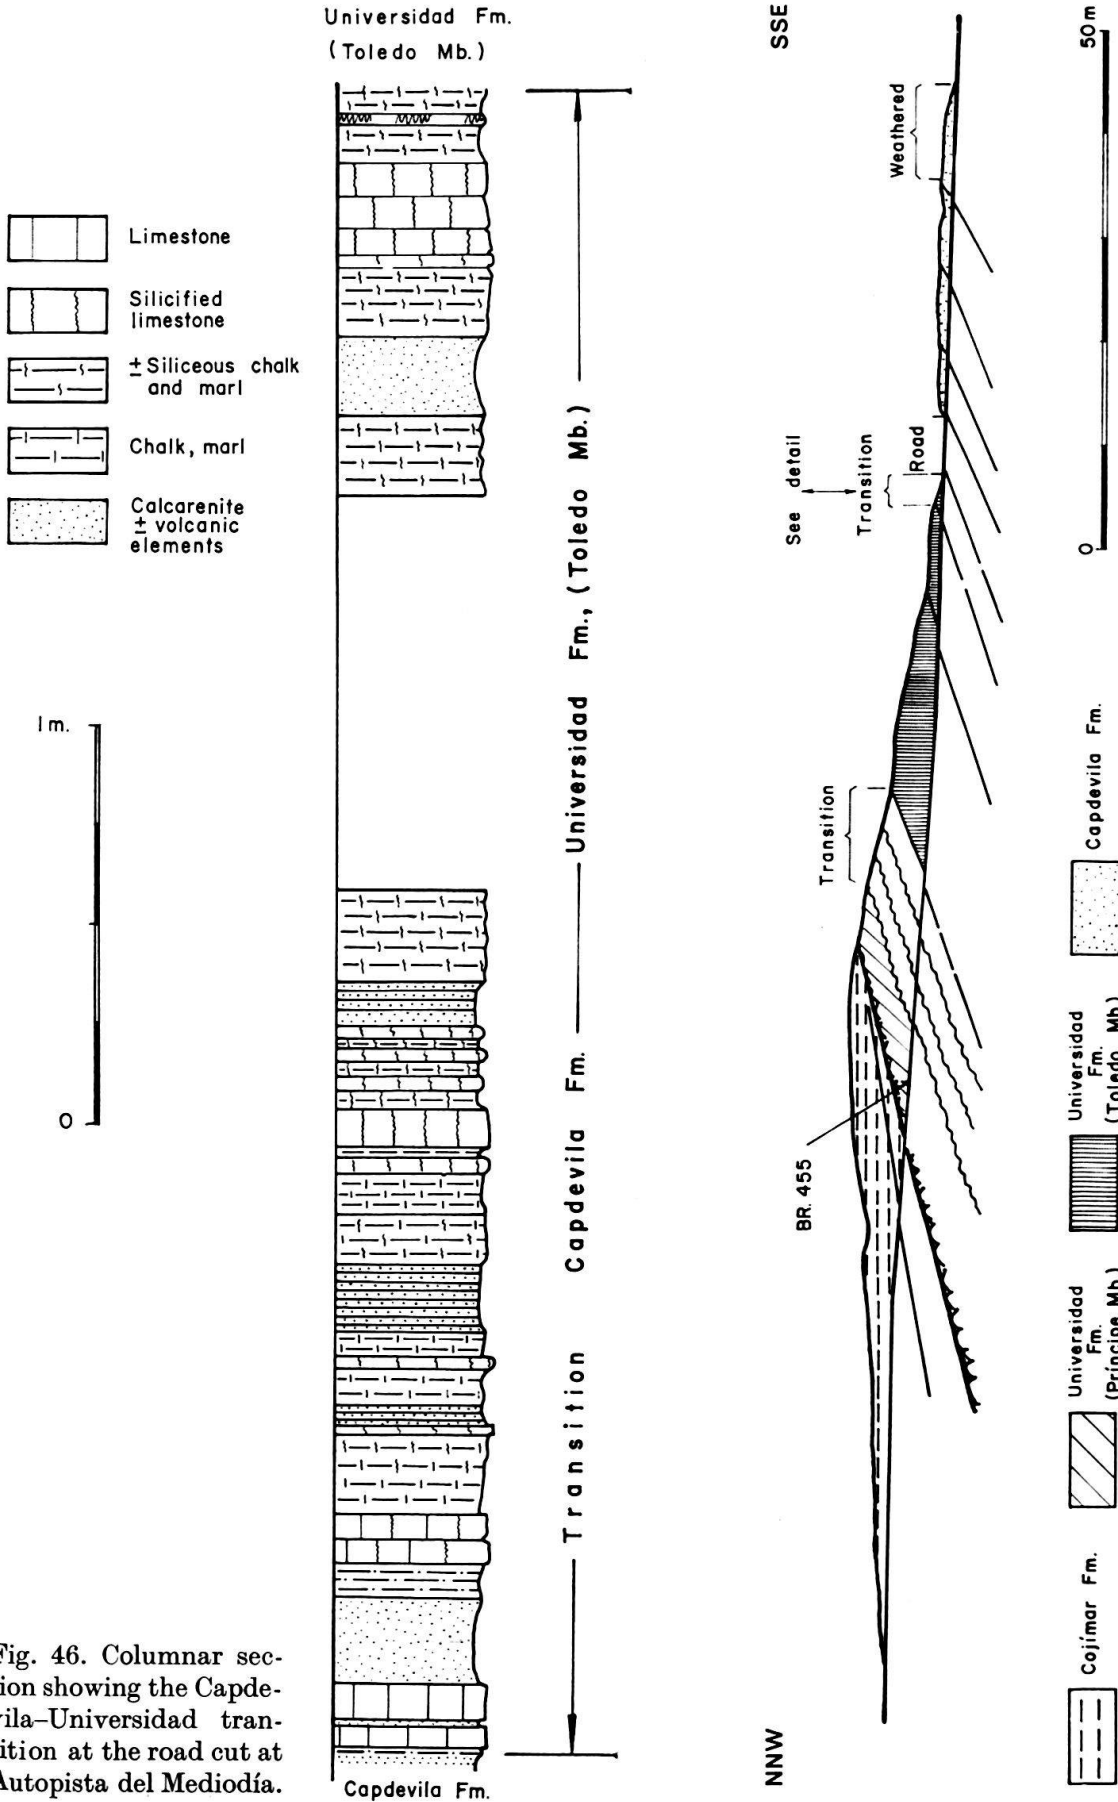 Universidad Fm.
(Toledo Mb.)
Limestone
Silicified
limestone
± Siliceous chalk
and marl
Chalk, marl
Calcarenite
± volcanic
elements
1 m.
0
Transition Capdevila Fm. Universidad Fm., (Toledo Mb.)
Capdevila Fm.
Fig. 46. Columnar sec-
tion showing the Capde-
vila–Universidad tran-
sition at the road cut at
Autopista del Mediodía.
SSE
NNW
Weathered
Road
See detail
Transition
Transition
BR. 455
50 m
0
Capdevila Fm.
Universidad
Fm.
(Toledo Mb)
Universidad
Fm.
(Príncipe Mb.)
Cojímar Fm.